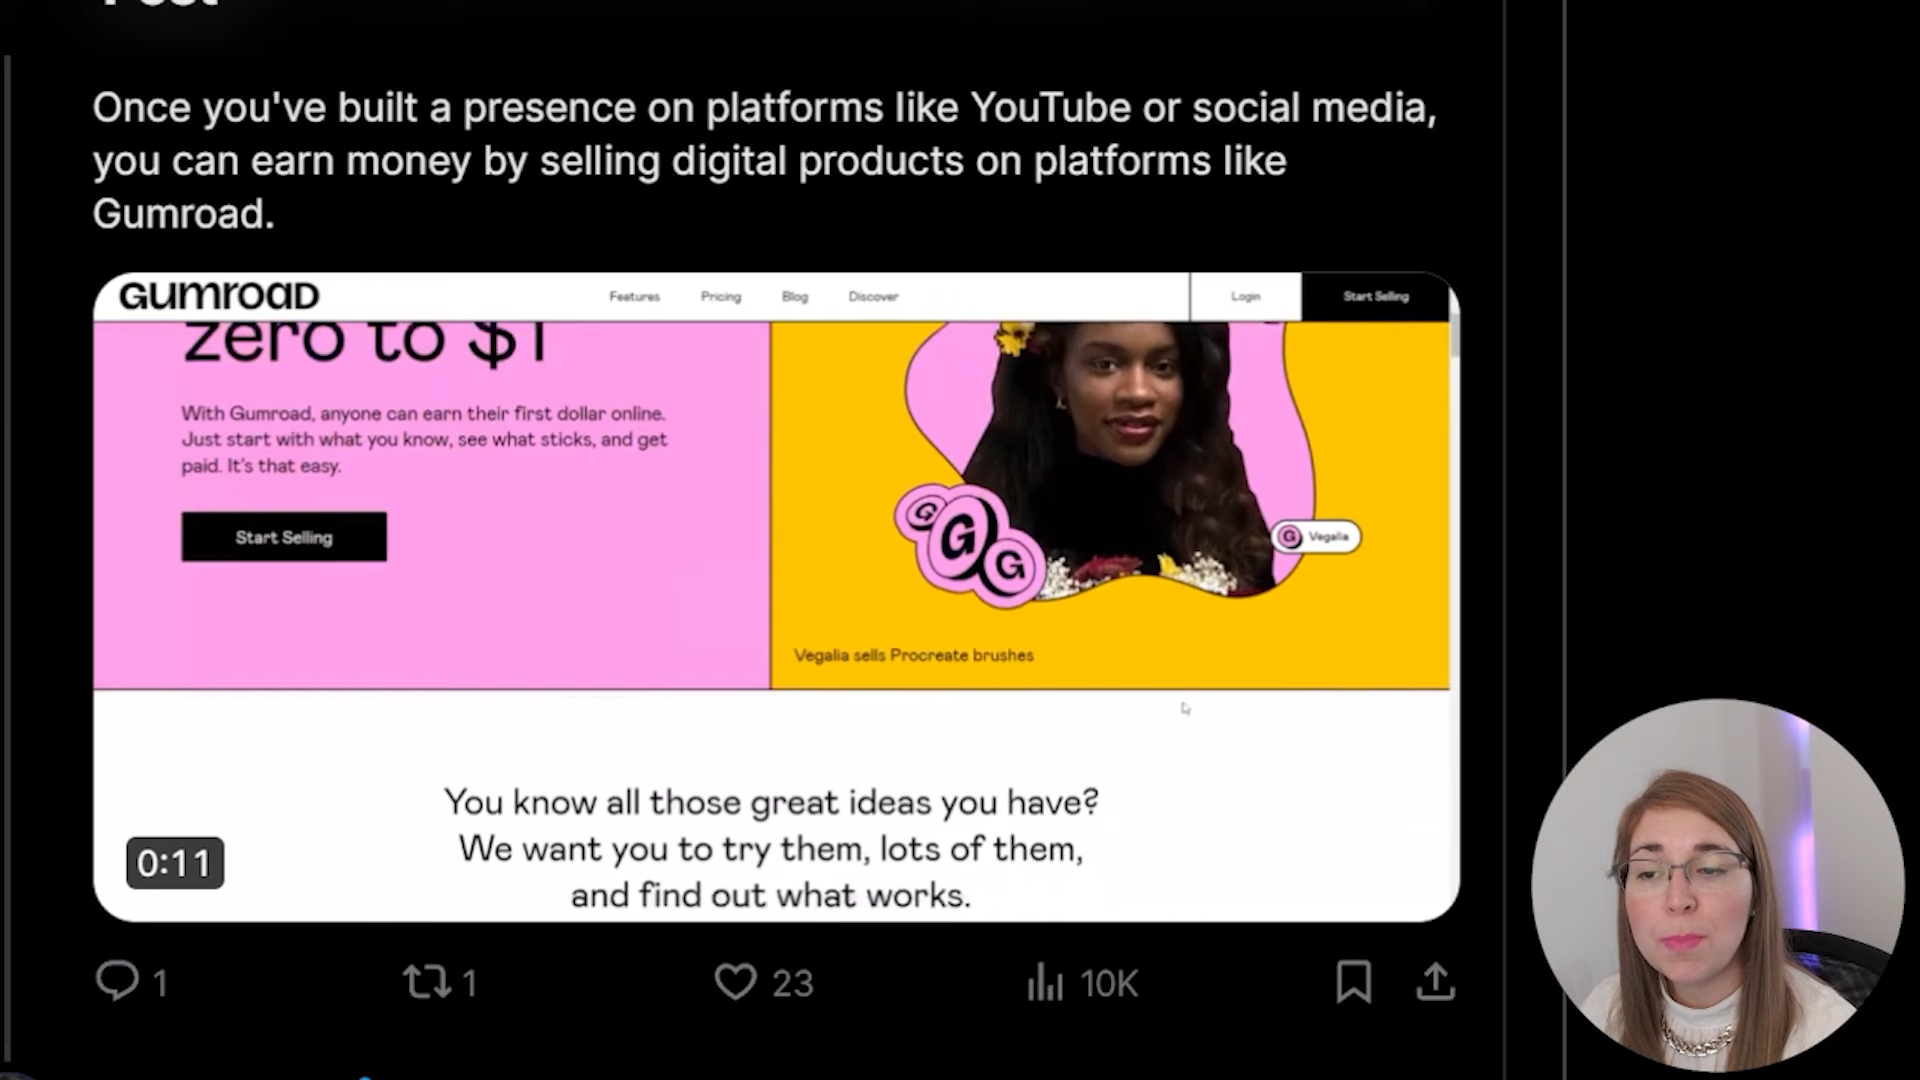 Post
Once you've built a presence on platforms like YouTube or social media,
you can earn money by selling digital products on platforms like
Gumroad.
GUMROAD
Features
Pricing
Blog
Discover
Login
Start Selling
zero to $1
With Gumroad, anyone can earn their first dollar online.
Just start with what you know, see what sticks, and get
paid. It's that easy.
Start Selling
G
G
G
G Vegalia
Vegalia sells Procreate brushes
You know all those great ideas you have?
We want you to try them, lots of them,
and find out what works.
0:11
1
1
23
10K